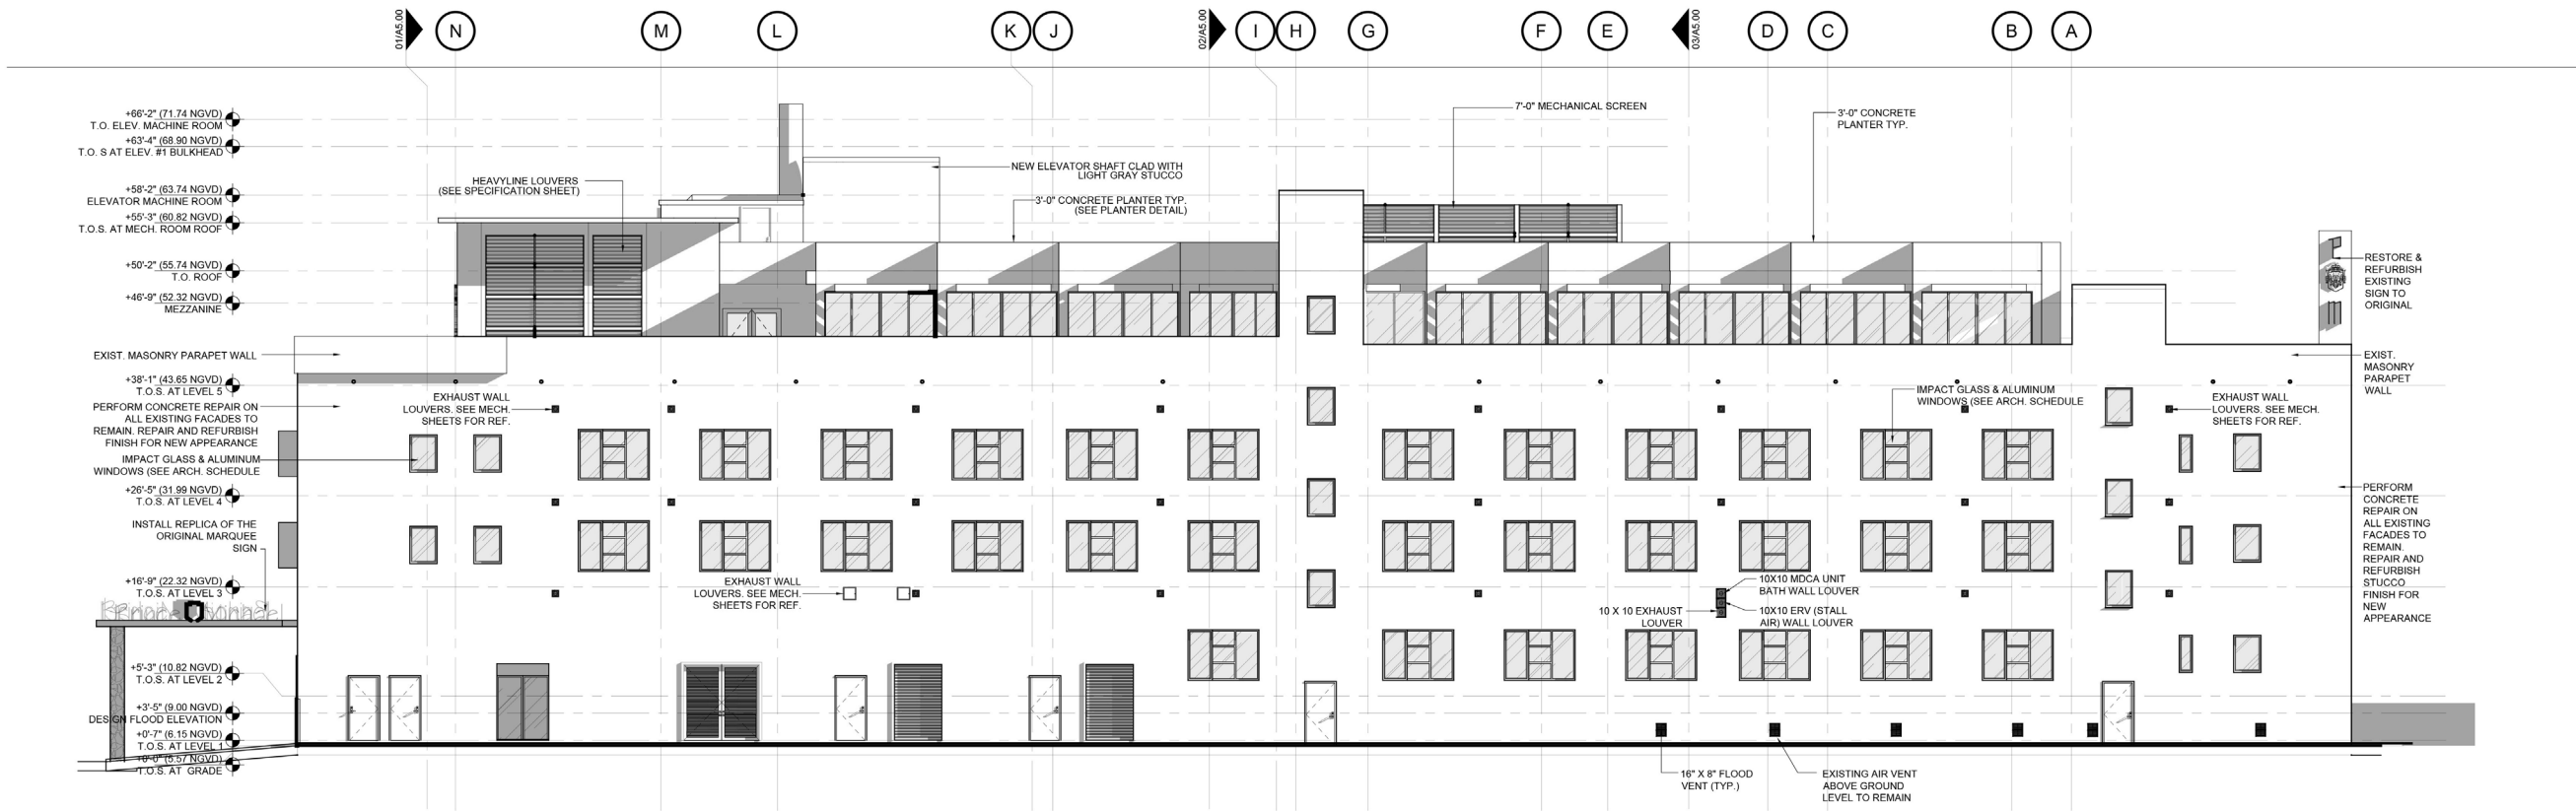 01/A5.00
N
M
L
K
J
02/A5.00
I
H
G
F
E
03/A5.00
D
C
B
A
+66'-2" (71.74 NGVD)
T.O. ELEV. MACHINE ROOM
+63'-4" (68.90 NGVD)
T.O. S AT ELEV. #1 BULKHEAD
+58'-2" (63.74 NGVD)
ELEVATOR MACHINE ROOM
+55'-3" (60.82 NGVD)
T.O.S. AT MECH. ROOM ROOF
+50'-2" (55.74 NGVD)
T.O. ROOF
+46'-9" (52.32 NGVD)
MEZZANINE
EXIST. MASONRY PARAPET WALL
+38'-1" (43.65 NGVD)
T.O.S. AT LEVEL 5
PERFORM CONCRETE REPAIR ON
ALL EXISTING FACADES TO
REMAIN. REPAIR AND REFURBISH
FINISH FOR NEW APPEARANCE
IMPACT GLASS & ALUMINUM
WINDOWS (SEE ARCH. SCHEDULE
+26'-5" (31.99 NGVD)
T.O.S. AT LEVEL 4
INSTALL REPLICA OF THE
ORIGINAL MARQUEE
SIGN
+16'-9" (22.32 NGVD)
T.O.S. AT LEVEL 3
+5'-3" (10.82 NGVD)
T.O.S. AT LEVEL 2
+3'-5" (9.00 NGVD)
DESIGN FLOOD ELEVATION
+0'-7" (6.15 NGVD)
T.O.S. AT LEVEL 1
+0'-0" (5.57 NGVD)
T.O.S. AT GRADE
HEAVYLINE LOUVERS
(SEE SPECIFICATION SHEET)
NEW ELEVATOR SHAFT CLAD WITH
LIGHT GRAY STUCCO
3'-0" CONCRETE PLANTER TYP.
(SEE PLANTER DETAIL)
7'-0" MECHANICAL SCREEN
3'-0" CONCRETE
PLANTER TYP.
RESTORE &
REFURBISH
EXISTING
SIGN TO
ORIGINAL
EXIST.
MASONRY
PARAPET
WALL
EXHAUST WALL
LOUVERS. SEE MECH.
SHEETS FOR REF.
IMPACT GLASS & ALUMINUM
WINDOWS (SEE ARCH. SCHEDULE
EXHAUST WALL
LOUVERS. SEE MECH.
SHEETS FOR REF.
PERFORM
CONCRETE
REPAIR ON
ALL EXISTING
FACADES TO
REMAIN.
REPAIR AND
REFURBISH
STUCCO
FINISH FOR
NEW
APPEARANCE
EXHAUST WALL
LOUVERS. SEE MECH.
SHEETS FOR REF.
10X10 MDCA UNIT
BATH WALL LOUVER
10 X 10 EXHAUST
LOUVER
10X10 ERV (STALL
AIR) WALL LOUVER
16" X 8" FLOOD
VENT (TYP.)
EXISTING AIR VENT
ABOVE GROUND
LEVEL TO REMAIN